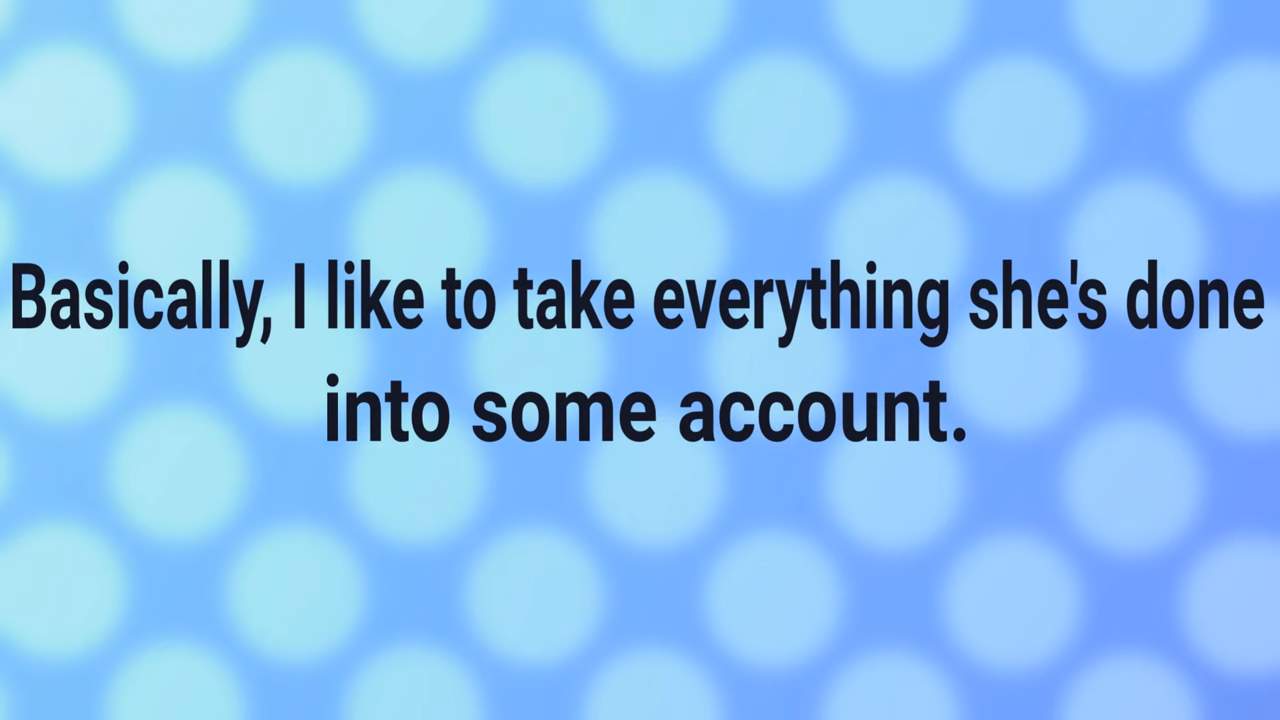 Basically, I like to take everything she's done
into some account.